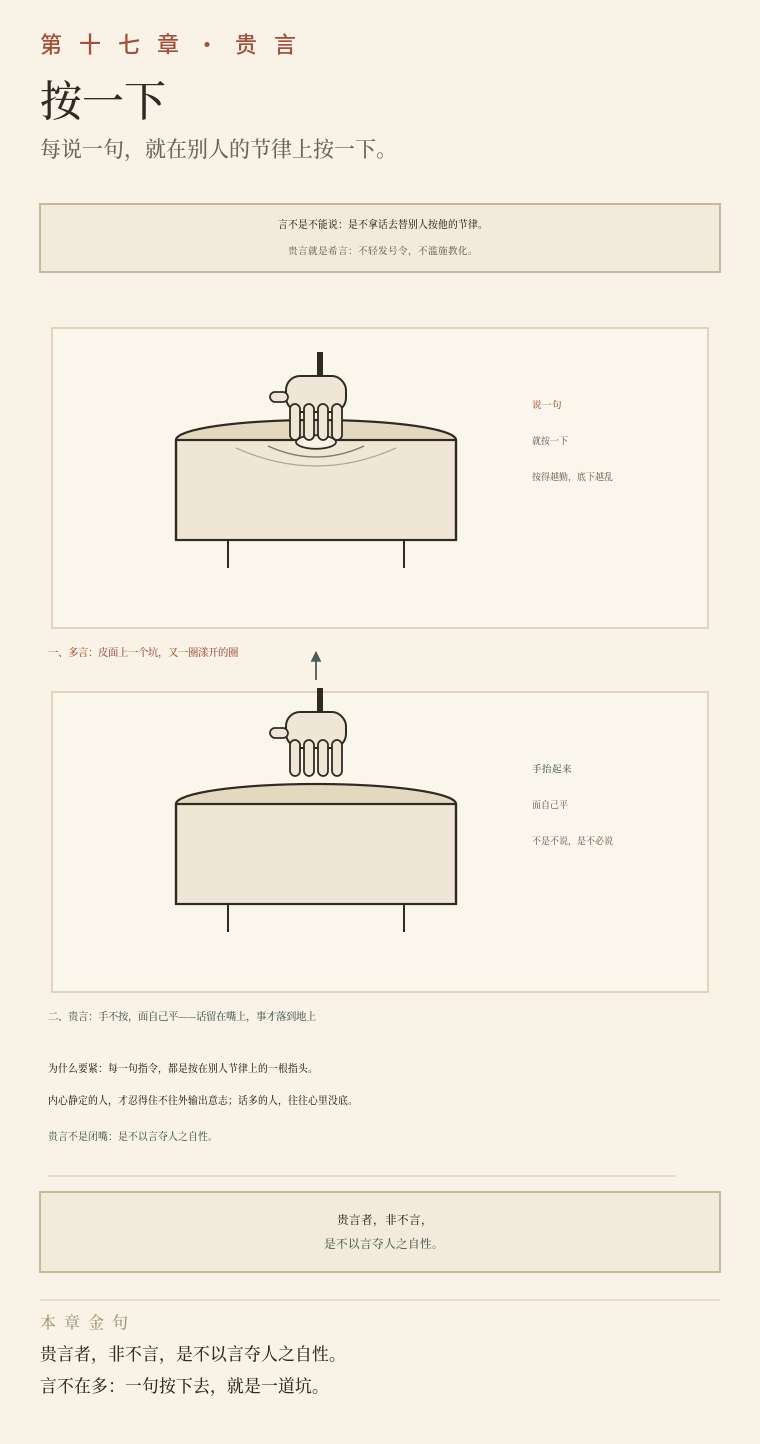 第十七章·贵言
按一下
每说一句，就在别人的节律上按一下。
言不是不能说：是不拿话去替别人按他的节律。
贵言就是希言：不轻发号令，不滥施教化。
说一句
就按一下
按得越勤，底下越乱
一、多言：皮面上一个坑，又一圈漾开的圈
手抬起来
面自己平
不是不说，是不必说
二、贵言：手不按，面自己平——话留在嘴上，事才落到地上
为什么要紧：每一句指令，都是按在别人节律上的一根指头。
内心静定的人，才忍得住不往外输出意志；话多的人，往往心里没底。
贵言不是闭嘴：是不以言夺人之自性。
贵言者，非不言，
是不以言夺人之自性。
本章金句
贵言者，非不言，是不以言夺人之自性。
言不在多：一句按下去，就是一道坑。